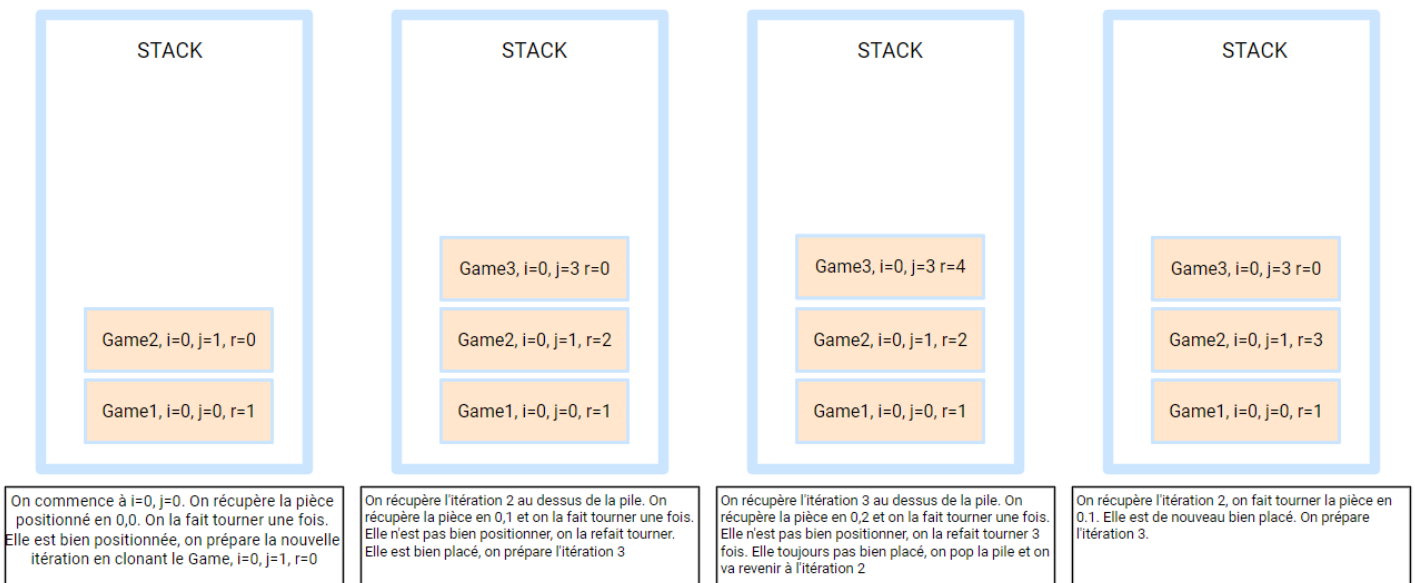 STACK
Game2, i=0, j=1, r=0
Game1, i=0, j=0, r=1
On commence à i=0, j=0. On récupère la pièce
positionné en 0,0. On la fait tourner une fois.
Elle est bien positionnée, on prépare la nouvelle
itération en clonant le Game, i=0, j=1, r=0
STACK
Game3, i=0, j=3 r=0
Game2, i=0, j=1, r=2
Game1, i=0, j=0, r=1
On récupère l'itération 2 au dessus de la pile. On
récupère la pièce en 0,1 et on la fait tourner une fois.
Elle n'est pas bien positionner, on la refait tourner.
Elle est bien placé, on prépare l'itération 3
STACK
Game3, i=0, j=3 r=4
Game2, i=0, j=1, r=2
Game1, i=0, j=0, r=1
On récupère l'itération 3 au dessus de la pile. On
récupère la pièce en 0,2 et on la fait tourner une fois.
Elle n'est pas bien positionner, on la refait tourner 3
fois. Elle toujours pas bien placé, on pop la pile et on
va revenir à l'itération 2
STACK
Game3, i=0, j=3 r=0
Game2, i=0, j=1, r=3
Game1, i=0, j=0, r=1
On récupère l'itération 2, on fait tourner la pièce en
0.1. Elle est de nouveau bien placé. On prépare
l'itération 3.